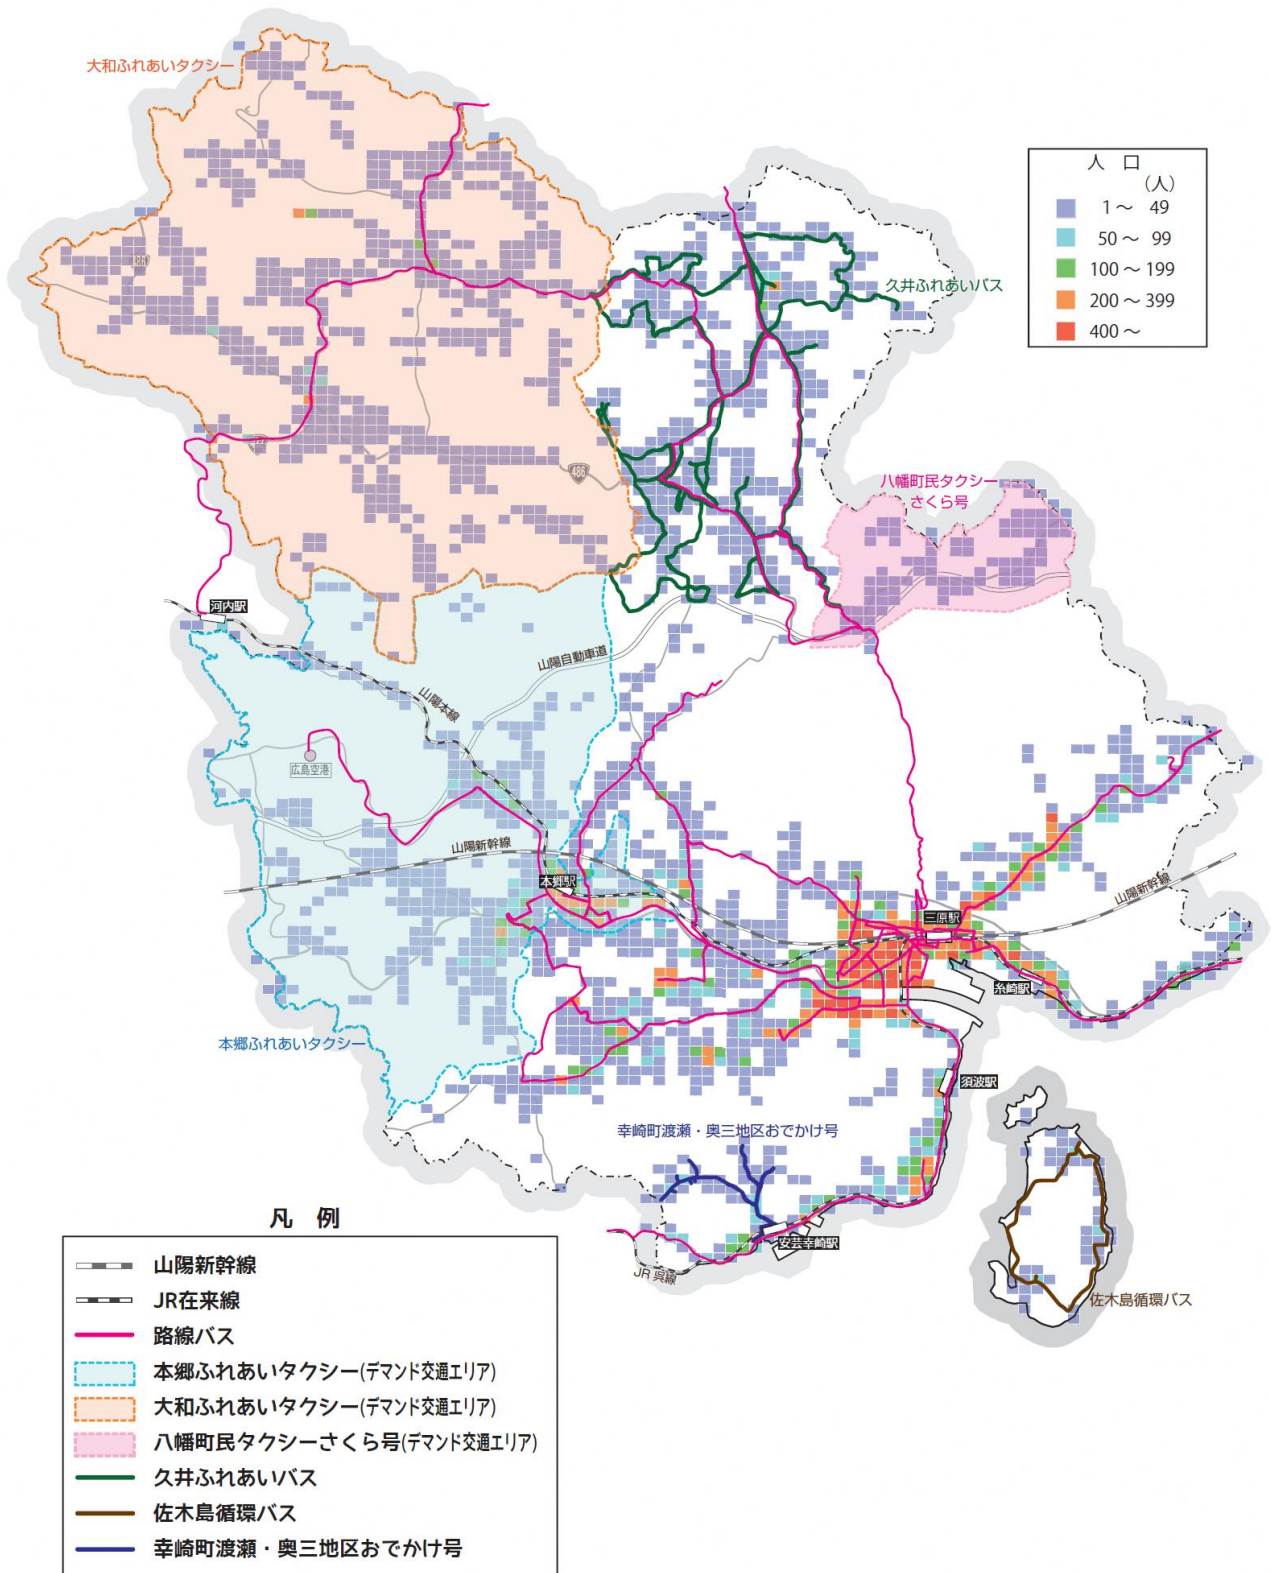 大和ふれあいタクシー
人 口
(人)
1～ 49
50～ 99
100～199
200～399
400～
久井ふれあいバス
八幡町民タクシー
さくら号
486
河内駅
山陽自動車道
山陽本線
広島空港
山陽新幹線
本郷駅
山陽新幹線
三原駅
糸崎駅
本郷ふれあいタクシー
須波駅
幸崎町渡瀬・奥三地区おでかけ号
安芸幸崎駅
JR 呉線
佐木島循環バス
凡 例
山陽新幹線
JR在来線
路線バス
本郷ふれあいタクシー(デマンド交通エリア)
大和ふれあいタクシー(デマンド交通エリア)
八幡町民タクシーさくら号(デマンド交通エリア)
久井ふれあいバス
佐木島循環バス
幸崎町渡瀬・奥三地区おでかけ号